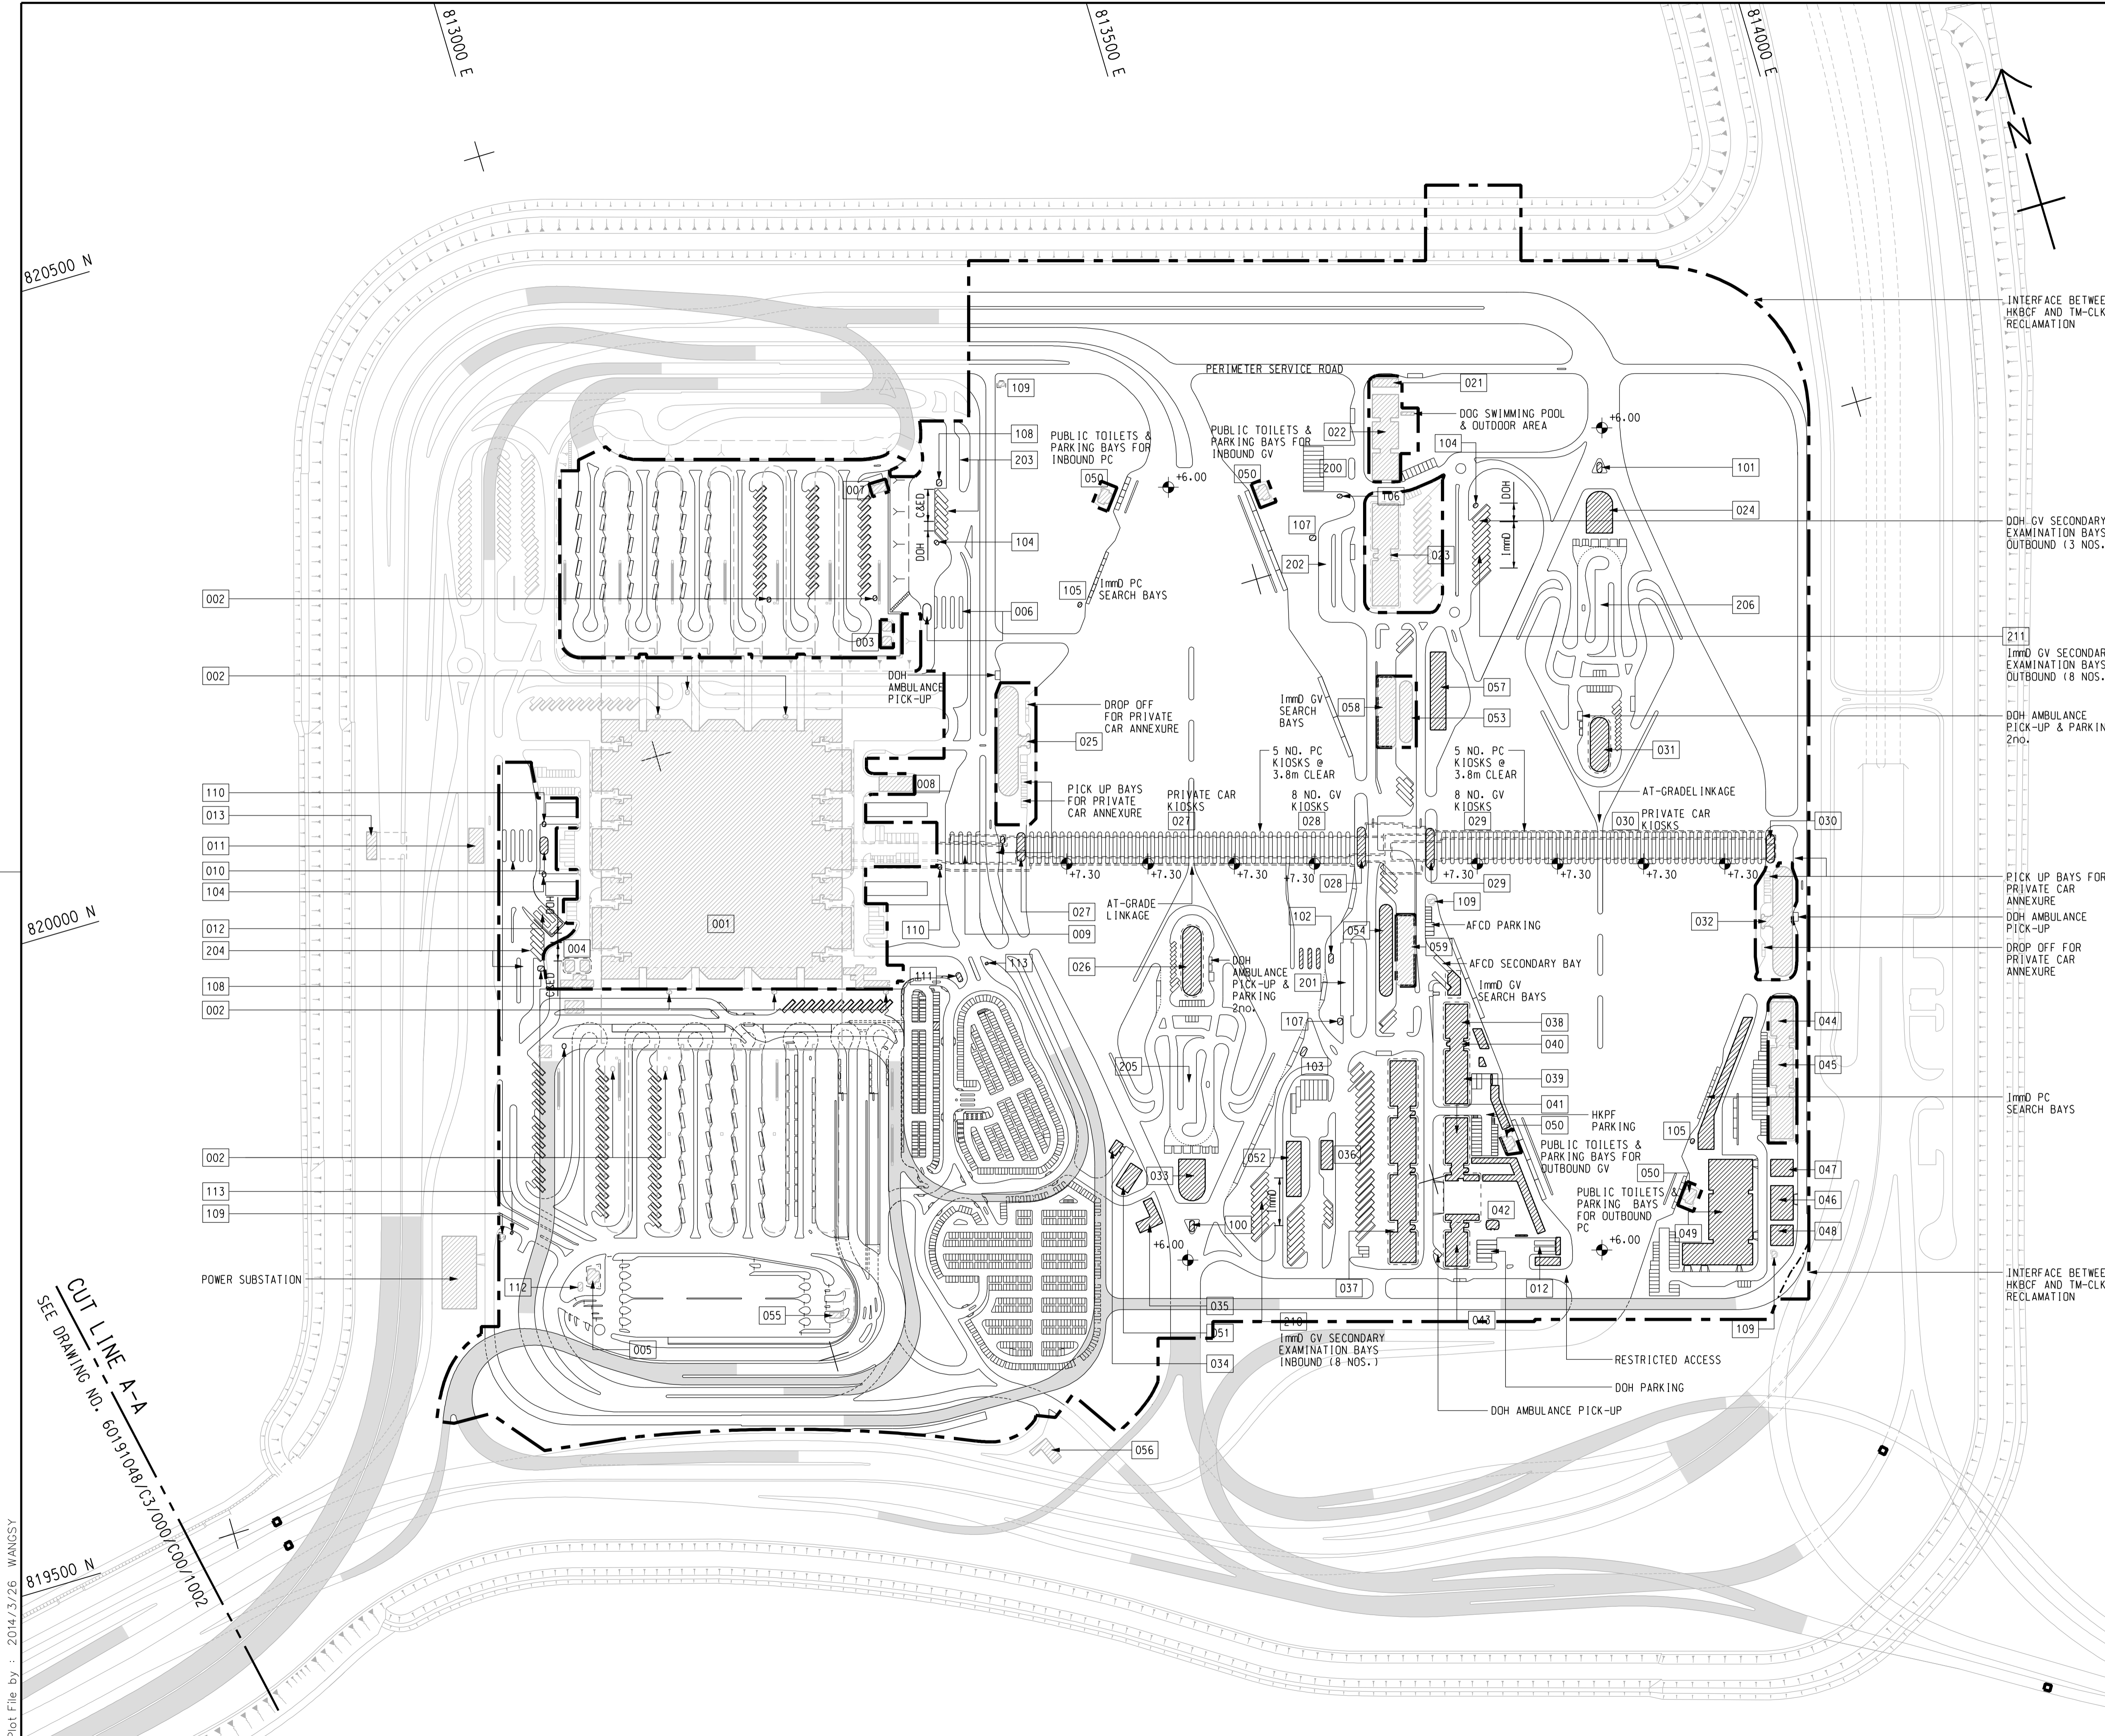 813000 E
813500 E
814000 E
N
820500 N
INTERFACE BETWEE
HKBCF AND TM-CLK
RECLAMATION
PERIMETER SERVICE ROAD
109
021
DOG SWIMMING POOL
& OUTDOOR AREA
+6.00
108
PUBLIC TOILETS &
PARKING BAYS FOR
INBOUND PC
PUBLIC TOILETS &
PARKING BAYS FOR
INBOUND GV
022
104
203
200
101
050
+6.00
050
007
106
C&ED
DOH
024
107
DOH GV SECONDARY
EXAMINATION BAYS
OUTBOUND (3 NOS.
104
DOH
ImmD
023
202
105
ImmD PC
SEARCH BAYS
002
006
206
003
211
ImmD GV SECONDAR
EXAMINATION BAYS
OUTBOUND (8 NOS.
002
DOH
AMBULANCE
PICK-UP
057
DROP OFF
FOR PRIVATE
CAR ANNEXURE
ImmD GV
SEARCH
BAYS
058
053
DOH AMBULANCE
PICK-UP & PARKIN
2no.
025
031
5 NO. PC
KIOSKS @
3.8m CLEAR
5 NO. PC
KIOSKS @
3.8m CLEAR
008
110
PICK UP BAYS
FOR PRIVATE
CAR ANNEXURE
PRIVATE CAR
KIOSKS
8 NO. GV
KIOSKS
8 NO. GV
KIOSKS
AT-GRADELINKAGE
013
027
028
029
030
PRIVATE CAR
KIOSKS
030
011
010
+7.30
+7.30
+7.30
+7.30
+7.30
+7.30
+7.30
+7.30
104
028
029
PICK UP BAYS FOR
PRIVATE CAR
ANNEXURE
AT-GRADE
LINKAGE
109
DOH
820000 N
027
001
012
110
009
102
054
AFCD PARKING
032
DOH AMBULANCE
PICK-UP
204
004
059
DROP OFF FOR
PRIVATE CAR
ANNEXURE
113
026
DOH
AMBULANCE
PICK-UP &
PARKING
2no.
AFCD SECONDARY BAY
111
C&ED
108
201
ImmD GV
SEARCH BAYS
002
107
038
044
040
205
103
039
045
041
ImmD PC
SEARCH BAYS
HKPF
PARKING
050
105
PUBLIC TOILETS &
PARKING BAYS FOR
OUTBOUND GV
002
052
036
033
050
047
113
PUBLIC TOILETS &
PARKING BAYS
FOR OUTBOUND
PC
046
ImmD
109
042
100
049
048
+6.00
+6.00
POWER SUBSTATION
INTERFACE BETWEE
HKBCF AND TM-CLK
RECLAMATION
112
037
012
035
055
043
109
051
210
ImmD GV SECONDARY
EXAMINATION BAYS
INBOUND (8 NOS.)
005
034
RESTRICTED ACCESS
DOH PARKING
DOH AMBULANCE PICK-UP
056
CUT LINE A-A
SEE DRAWING NO. 60191048/C3/000/C00/1002
819500 N
Plot File by : 2014/3/26 WANGSY